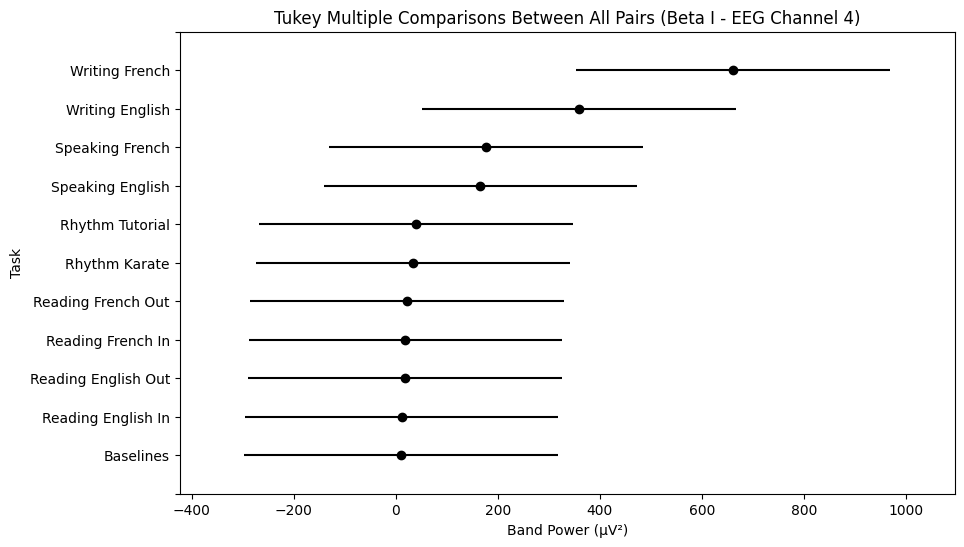 Tukey Multiple Comparisons Between All Pairs (Beta I - EEG Channel 4)
Writing French
Writing English
Speaking French
Speaking English
Rhythm Tutorial
Rhythm Karate
Reading French Out
Reading French In
Reading English Out
Reading English In
Baselines
Task
−400 −200 0 200 400 600 800 1000
Band Power (μV²)